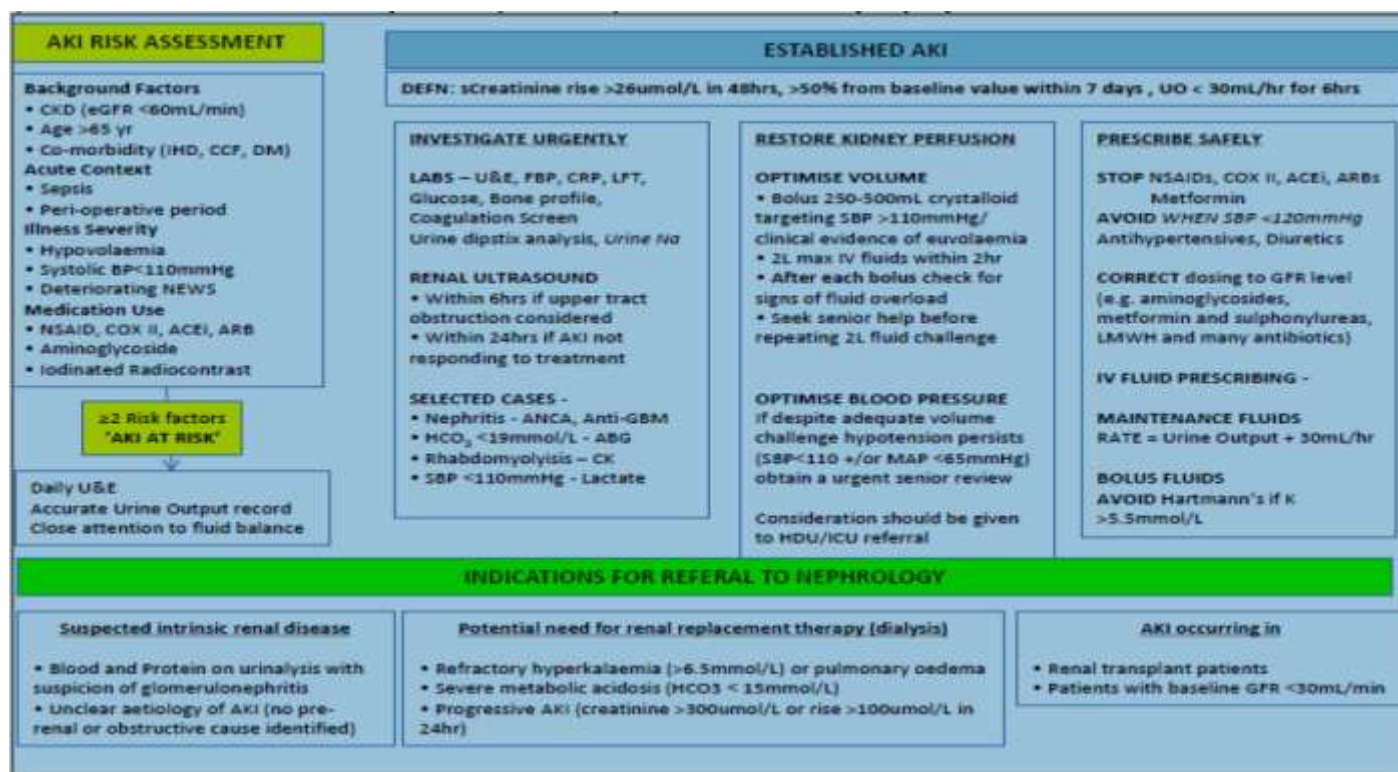 AKI RISK ASSESSMENT
Background Factors
• CKD (eGFR <60mL/min)
• Age >65 yr
• Co-morbidity (IHD, CCF, DM)
Acute Context
• Sepsis
• Peri-operative period
Illness Severity
• Hypovolaemia
• Systolic BP<110mmHg
• Deteriorating NEWS
Medication Use
• NSAID, COX II, ACEi, ARB
• Aminoglycoside
• Iodinated Radiocontrast
≥2 Risk factors
'AKI AT RISK'
Daily U&E
Accurate Urine Output record
Close attention to fluid balance
ESTABLISHED AKI
DEFN: sCreatinine rise >26umol/L in 48hrs, >50% from baseline value within 7 days , UO < 30mL/hr for 6hrs
INVESTIGATE URGENTLY
LABS – U&E, FBP, CRP, LFT,
Glucose, Bone profile,
Coagulation Screen
Urine dipstix analysis, Urine Na
RENAL ULTRASOUND
• Within 6hrs if upper tract
obstruction considered
• Within 24hrs if AKI not
responding to treatment
SELECTED CASES -
• Nephritis - ANCA, Anti-GBM
• HCO3 <19mmol/L - ABG
• Rhabdomyolyisis – CK
• SBP <110mmHg - Lactate
RESTORE KIDNEY PERFUSION
OPTIMISE VOLUME
• Bolus 250-500mL crystalloid
targeting SBP >110mmHg/
clinical evidence of euvolaemia
• 2L max IV fluids within 2hr
• After each bolus check for
signs of fluid overload
• Seek senior help before
repeating 2L fluid challenge
OPTIMISE BLOOD PRESSURE
If despite adequate volume
challenge hypotension persists
(SBP<110 +/or MAP <65mmHg)
obtain a urgent senior review
Consideration should be given
to HDU/ICU referral
PRESCRIBE SAFELY
STOP NSAIDs, COX II, ACEi, ARBs
Metformin
AVOID WHEN SBP <120mmHg
Antihypertensives, Diuretics
CORRECT dosing to GFR level
(e.g. aminoglycosides,
metformin and sulphonylureas,
LMWH and many antibiotics)
IV FLUID PRESCRIBING -
MAINTENANCE FLUIDS
RATE = Urine Output + 30mL/hr
BOLUS FLUIDS
AVOID Hartmann's if K
>5.5mmol/L
INDICATIONS FOR REFERAL TO NEPHROLOGY
Suspected intrinsic renal disease
• Blood and Protein on urinalysis with
suspicion of glomerulonephritis
• Unclear aetiology of AKI (no pre-
renal or obstructive cause identified)
Potential need for renal replacement therapy (dialysis)
• Refractory hyperkalaemia (>6.5mmol/L) or pulmonary oedema
• Severe metabolic acidosis (HCO3 < 15mmol/L)
• Progressive AKI (creatinine >300umol/L or rise >100umol/L in
24hr)
AKI occurring in
• Renal transplant patients
• Patients with baseline GFR <30mL/min